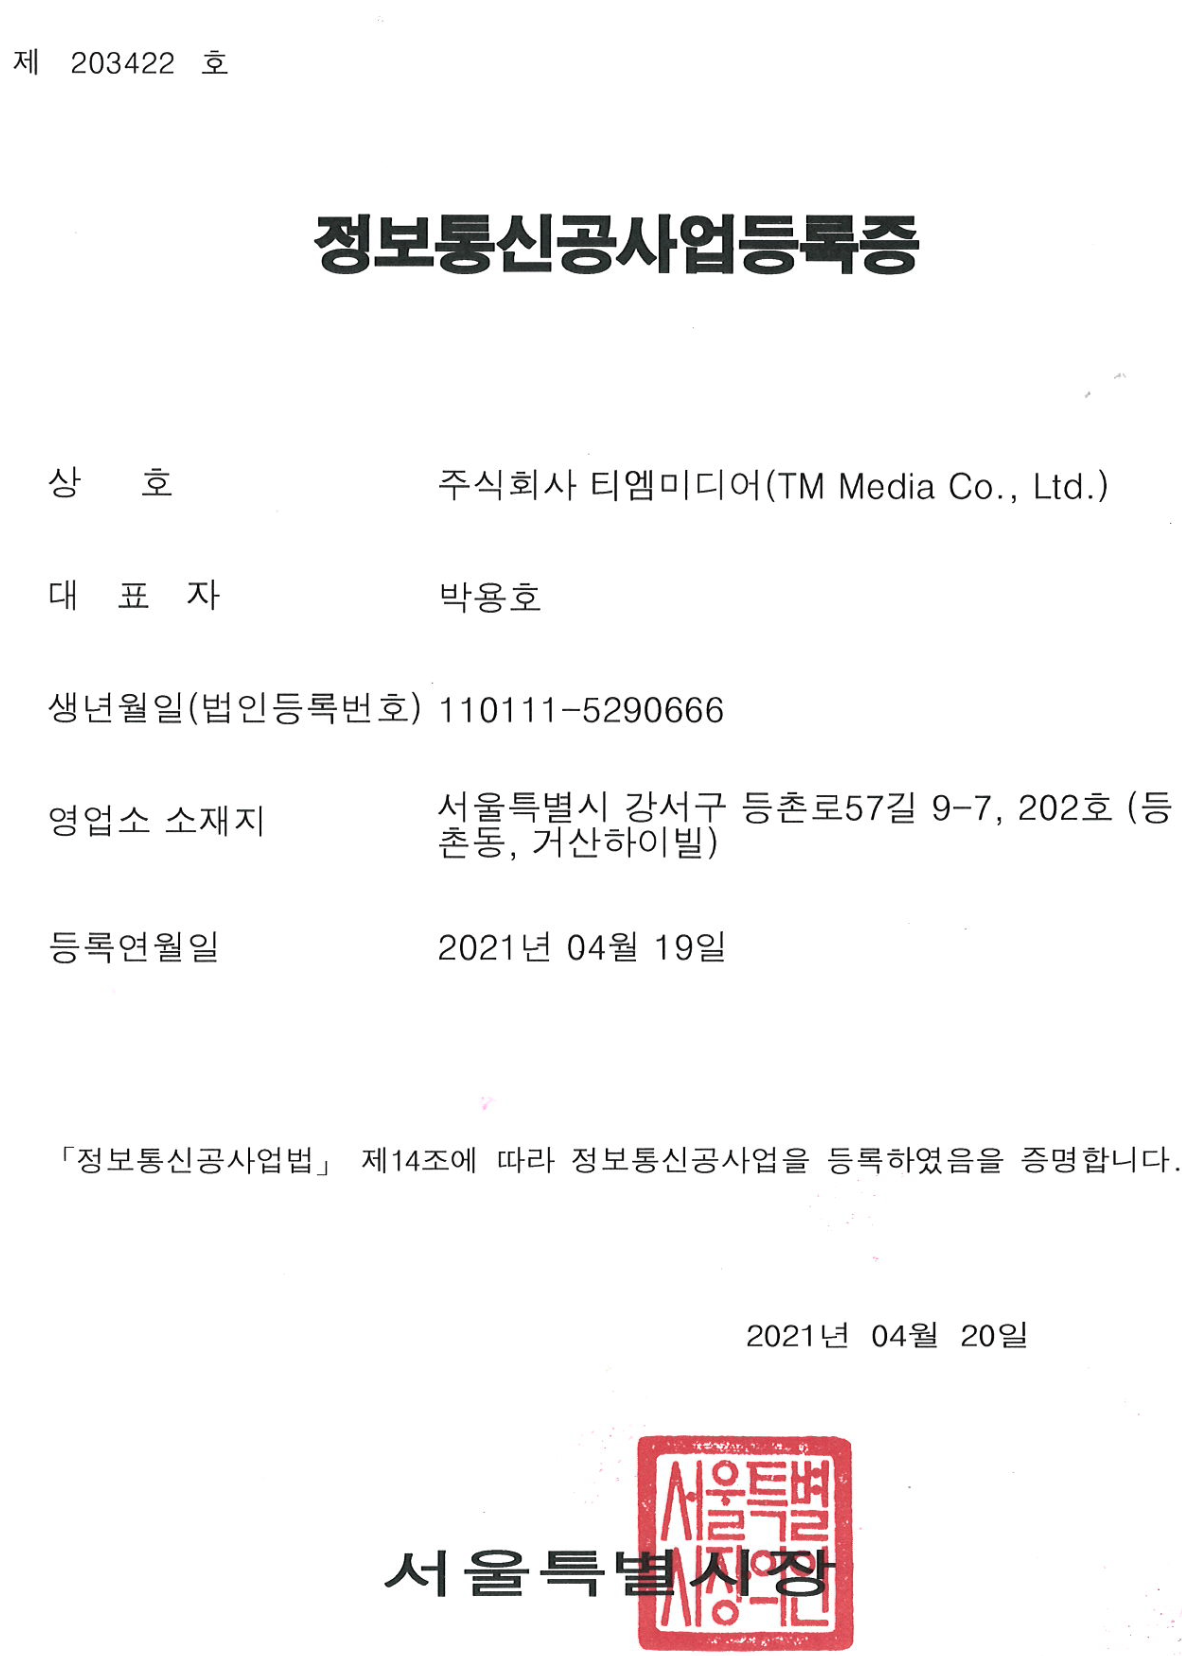 제 203422 호
정보통신공사업등록증
상 호 주식회사 티엠미디어(TM Media Co., Ltd.)
대 표 자 박용호
생년월일(법인등록번호) 110111-5290666
영업소 소재지 서울특별시 강서구 등촌로57길 9-7, 202호 (등
촌동, 거산하이빌)
등록연월일 2021년 04월 19일
「정보통신공사업법」 제14조에 따라 정보통신공사업을 등록하였음을 증명합니다.
2021년 04월 20일
서울특별시장
서울특별
시장의인